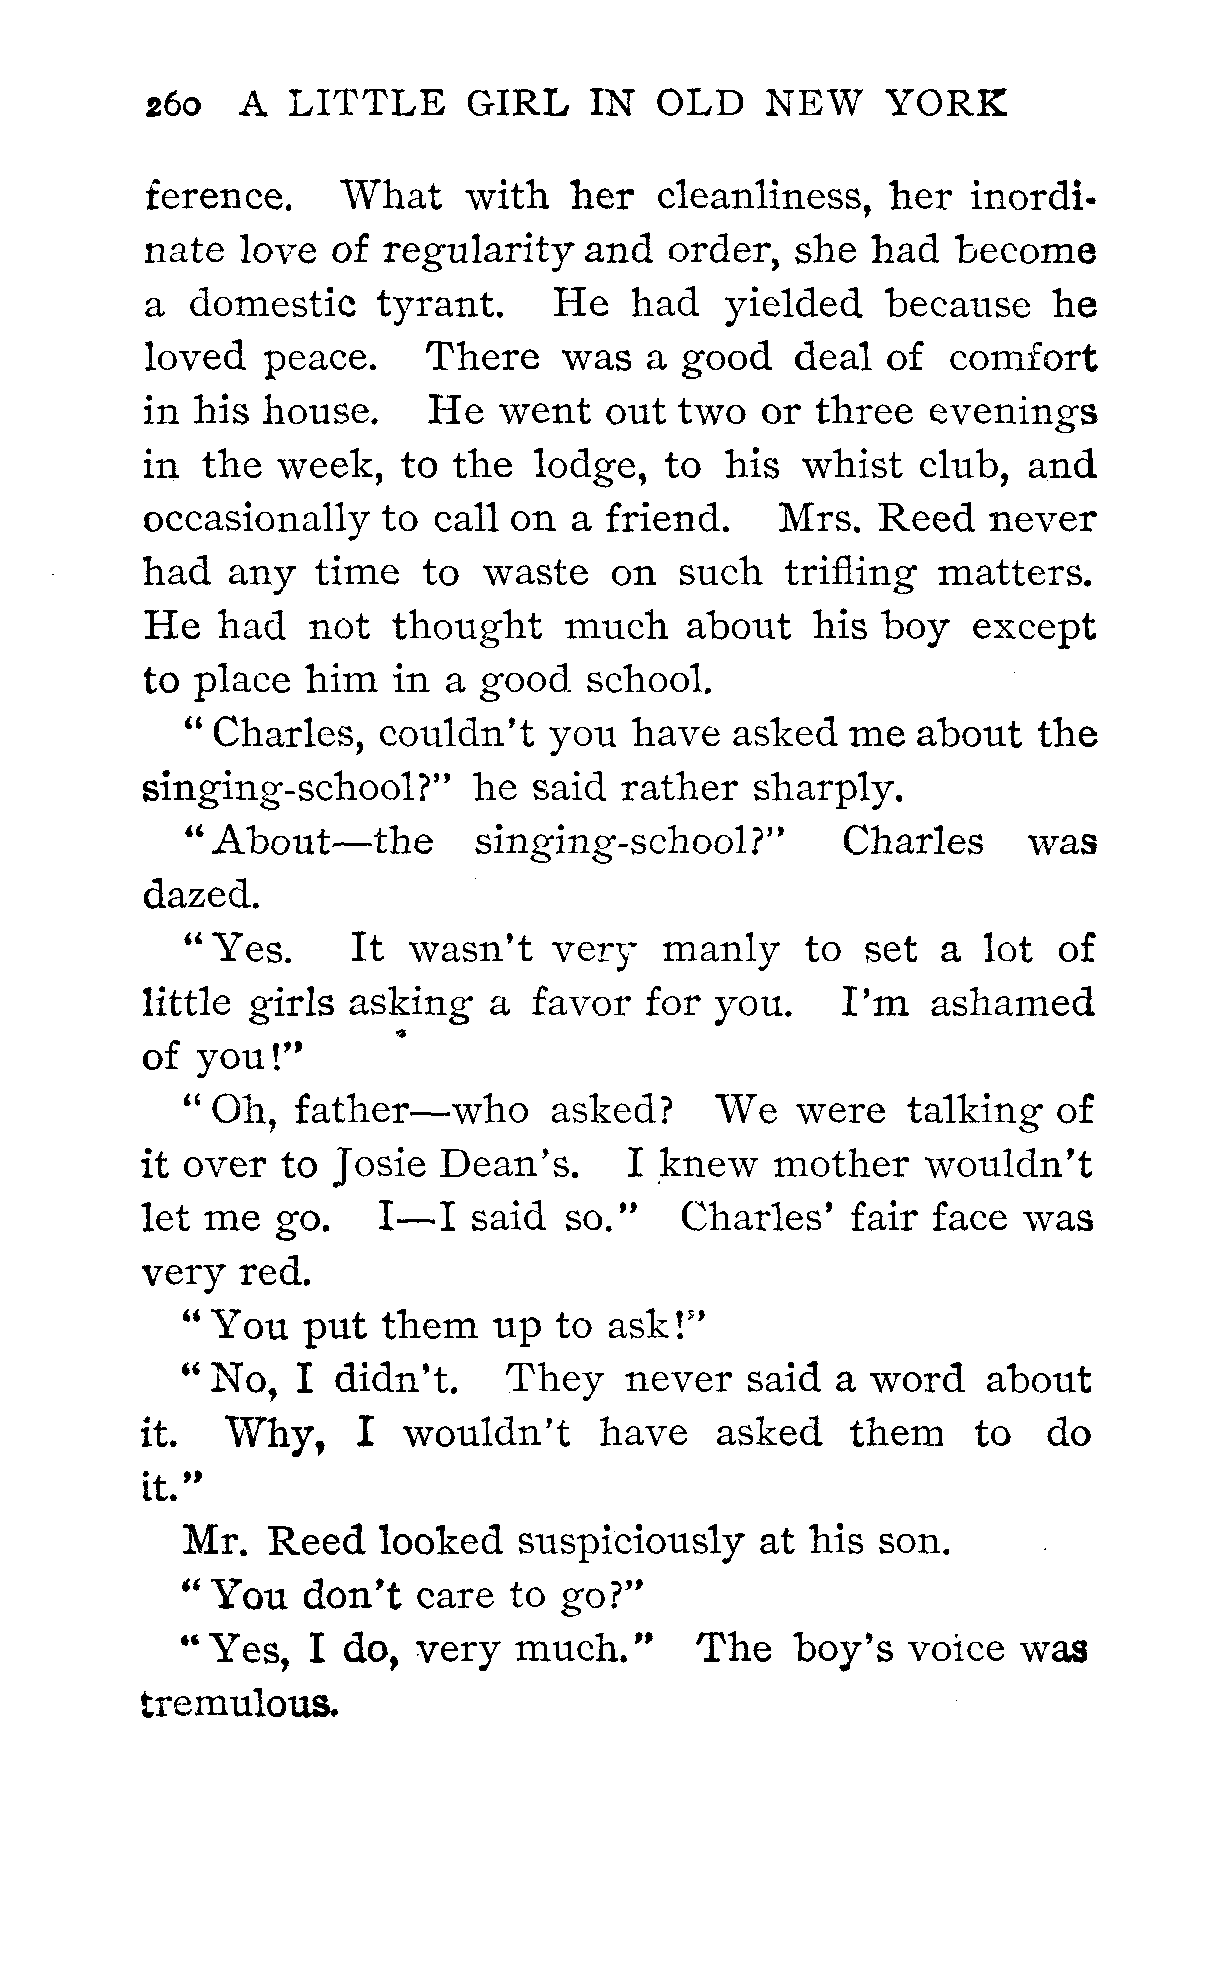 260 A LITTLE GIRL IN OLD NEW YORK
ference. What with her cleanliness, her inordi-
nate love of regularity and order, she had become
a domestic tyrant. He had yielded because he
loved peace. There was a good deal of comfort
in his house. He went out two or three evenings
in the week, to the lodge, to his whist club, and
occasionally to call on a friend. Mrs. Reed never
had any time to waste on such trifling matters.
He had not thought much about his boy except
to place him in a good school.
"Charles, couldn't you have asked me about the
singing-school?" he said rather sharply.
"About—the singing-school?" Charles was
dazed.
"Yes. It wasn't very manly to set a lot of
little girls asking a favor for you. I'm ashamed
of you!"
"Oh, father—who asked? We were talking of
it over to Josie Dean's. I knew mother wouldn't
let me go. I—I said so." Charles' fair face was
very red.
"You put them up to ask!"
"No, I didn't. They never said a word about
it. Why, I wouldn't have asked them to do
it."
Mr. Reed looked suspiciously at his son.
"You don't care to go?"
"Yes, I do, very much." The boy's voice was
tremulous.